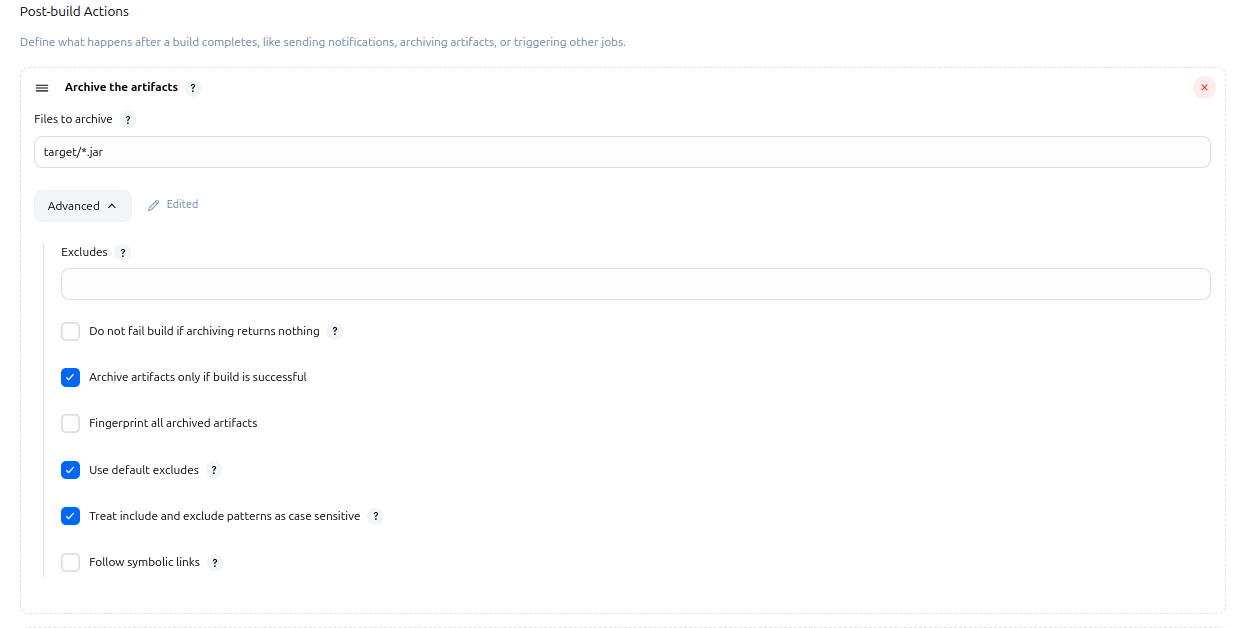 Post-build Actions
Define what happens after a build completes, like sending notifications, archiving artifacts, or triggering other jobs.
Archive the artifacts ?
Files to archive ?
target/*.jar
Advanced Edited
Excludes ?
Do not fail build if archiving returns nothing ?
Archive artifacts only if build is successful
Fingerprint all archived artifacts
Use default excludes ?
Treat include and exclude patterns as case sensitive ?
Follow symbolic links ?